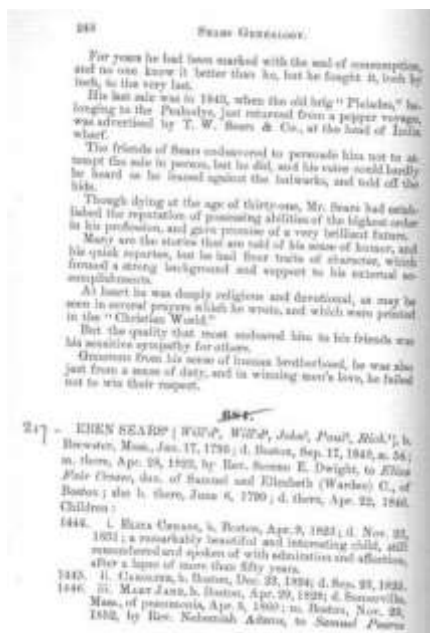 248 Sears Genealogy.
For years he had been marked with the seal of consumption,
and no one knew it better than he, but he fought it, inch by
inch, to the very last.
His last sale was in 1843, when the old brig "Pleiades," be-
longing to the Peabodys, just returned from a pepper voyage,
was advertised by T. W. Sears & Co., at the head of India
wharf.
The friends of Sears endeavored to persuade him not to at-
tempt the sale in person, but he did, and his voice could hardly
be heard as he leaned against the bulwarks, and told off the
bids.
Though dying at the age of thirty-one, Mr. Sears had estab-
lished the reputation of possessing abilities of the highest order
in his profession, and gave promise of a very brilliant future.
Many are the stories that are told of his sense of humor, and
his quick repartee, but he had finer traits of character, which
formed a strong background and support to his external ac-
complishments.
At heart he was deeply religious and devotional, as may be
seen in several prayers which he wrote, and which were printed
in the "Christian World."
But the quality that most endeared him to his friends was
his sensitive sympathy for others.
Generous from his sense of human brotherhood, he was also
just from a sense of duty, and in winning men's love, he failed
not to win their respect.
217
EBEN SEARS [Will'd, Will'd, John, Paul, Rich.], b.
Brewster, Mass., Jan. 17, ; d. Boston, Sep. 17, ;
m. there, Apr. 28, 1822, by Rev. Sereno E. Dwight, to Eliza
Fair Crease, dau. of Samuel and Elizabeth (Warden) C., of
Boston; she b. there, June 6, 1790; d. there, Apr. 22, 1846.
Children:
1444. i. Eliza Crease, b. Boston, Apr. 9, 1823; d. Nov. 23,
1831; a remarkably beautiful and interesting child, still
remembered and spoken of with admiration and affection,
after a lapse of more than fifty years.
1445. ii. Caroline, b. Boston, Dec. 23, 1824; d. Sep. 23, 1825.
1446. iii. Mary Jane, b. Boston, Apr. 29, 1828; d. Somerville,
Mass., of pneumonia, Apr. 5, ; m. Boston, Nov. 23,
1852, by Rev. Nehemiah Adams, to Samuel Pearce